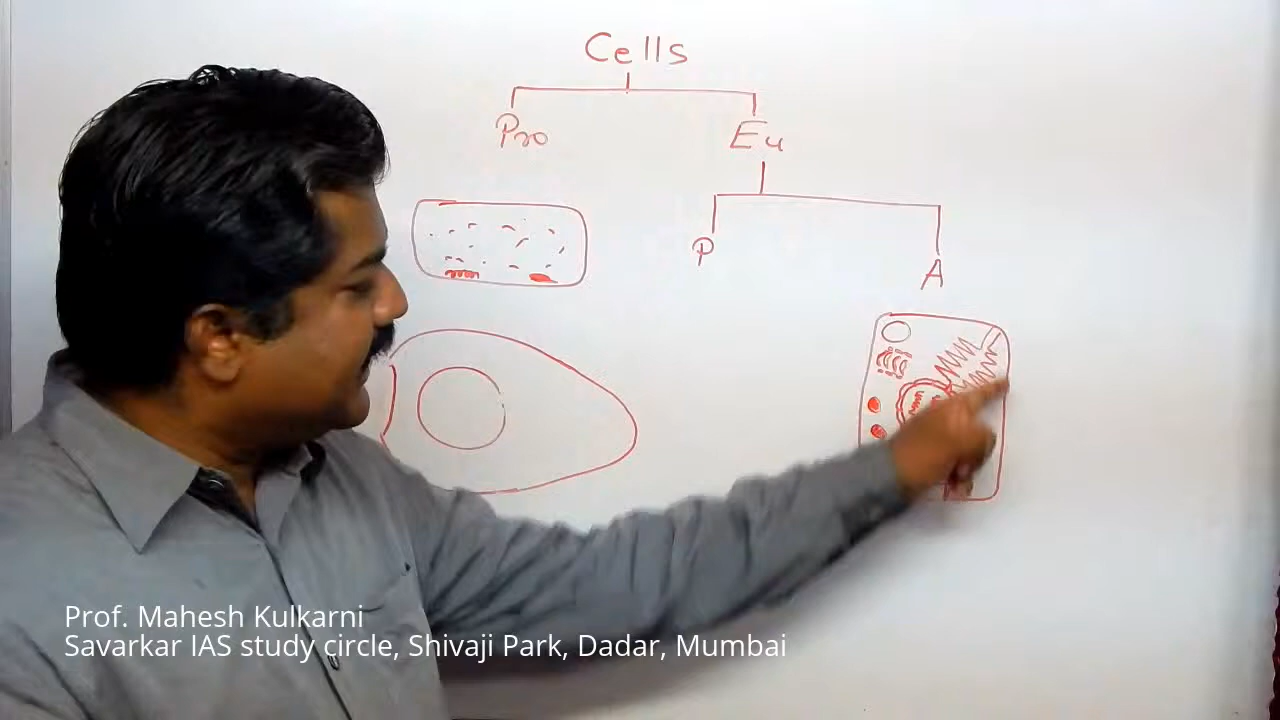 Cells
Pro Eu
P A
Prof. Mahesh Kulkarni
Savarkar IAS study circle, Shivaji Park, Dadar, Mumbai